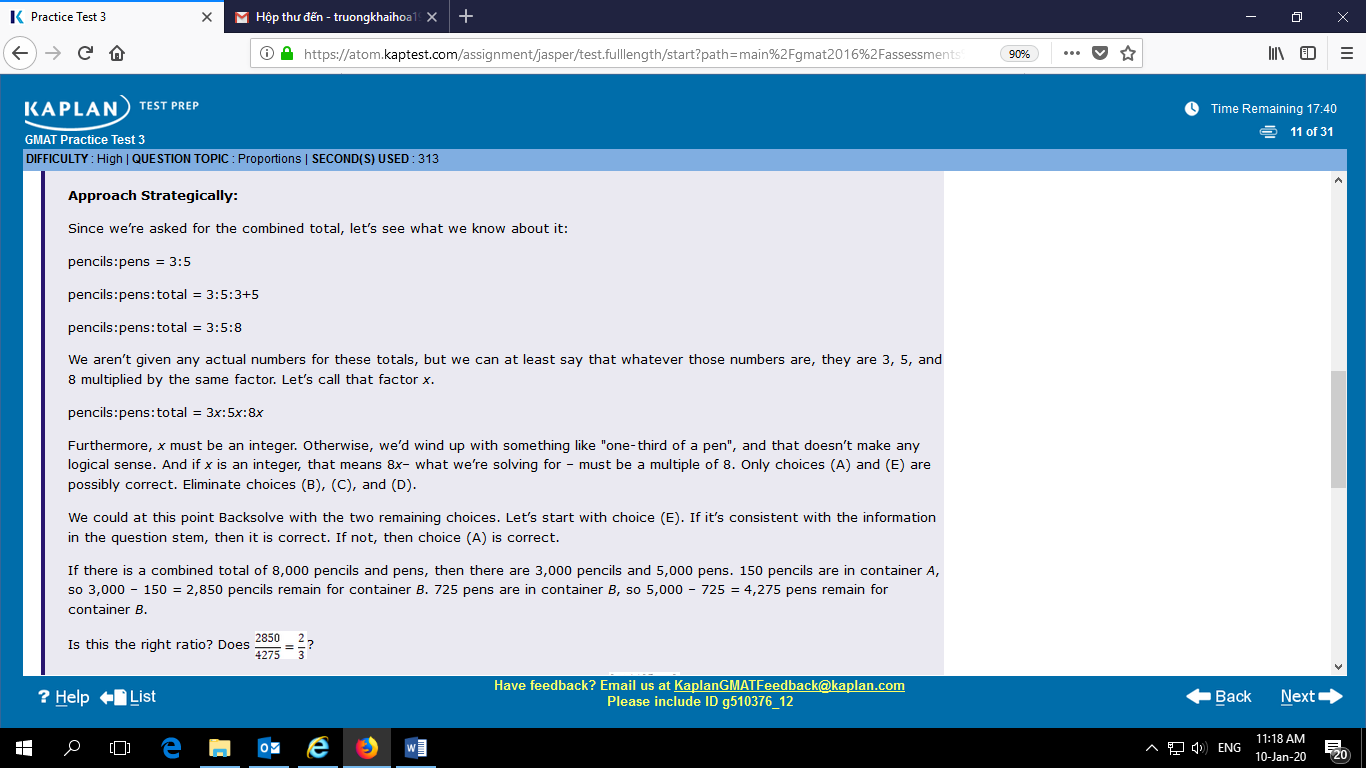 Practice Test 3
Hộp thư đến - truongkhaihoa1
https://atom.kaptest.com/assignment/jasper/test.fulllength/start?path=main%2Fgmat2016%2Fassessments
90%
KAPLAN TEST PREP
Time Remaining 17:40
GMAT Practice Test 3
11 of 31
DIFFICULTY : High | QUESTION TOPIC : Proportions | SECOND(S) USED : 313
Approach Strategically:
Since we're asked for the combined total, let's see what we know about it:
pencils:pens = 3:5
pencils:pens:total = 3:5:3+5
pencils:pens:total = 3:5:8
We aren't given any actual numbers for these totals, but we can at least say that whatever those numbers are, they are 3, 5, and
8 multiplied by the same factor. Let's call that factor x.
pencils:pens:total = 3x:5x:8x
Furthermore, x must be an integer. Otherwise, we'd wind up with something like "one-third of a pen", and that doesn't make any
logical sense. And if x is an integer, that means 8x– what we're solving for – must be a multiple of 8. Only choices (A) and (E) are
possibly correct. Eliminate choices (B), (C), and (D).
We could at this point Backsolve with the two remaining choices. Let's start with choice (E). If it's consistent with the information
in the question stem, then it is correct. If not, then choice (A) is correct.
If there is a combined total of 8,000 pencils and pens, then there are 3,000 pencils and 5,000 pens. 150 pencils are in container A,
so 3,000 – 150 = 2,850 pencils remain for container B. 725 pens are in container B, so 5,000 – 725 = 4,275 pens remain for
container B.
Is this the right ratio? Does 2850/4275 = 2/3?
Have feedback? Email us at KaplanGMATFeedback@kaplan.com
Please include ID g510376_12
? Help List
Back Next
ENG
11:18 AM
10-Jan-20
20